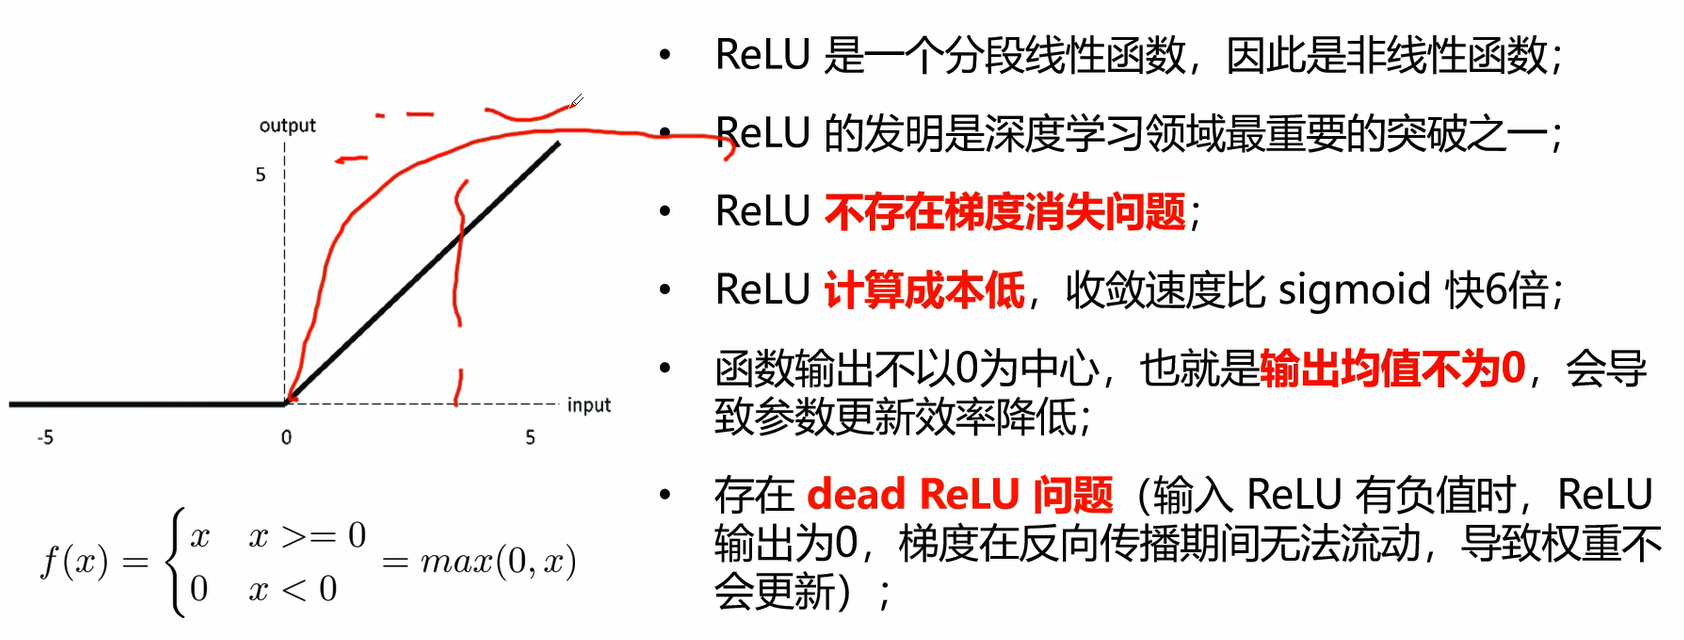 output
5
input
-5
0
5
f(x) = { x x >= 0
0 x < 0 = max(0, x)
• ReLU 是一个分段线性函数，因此是非线性函数；
• ReLU 的发明是深度学习领域最重要的突破之一；
• ReLU 不存在梯度消失问题；
• ReLU 计算成本低，收敛速度比 sigmoid 快6倍；
• 函数输出不以0为中心，也就是输出均值不为0，会导
致参数更新效率降低；
• 存在 dead ReLU 问题（输入 ReLU 有负值时，ReLU
输出为0，梯度在反向传播期间无法流动，导致权重不
会更新）；